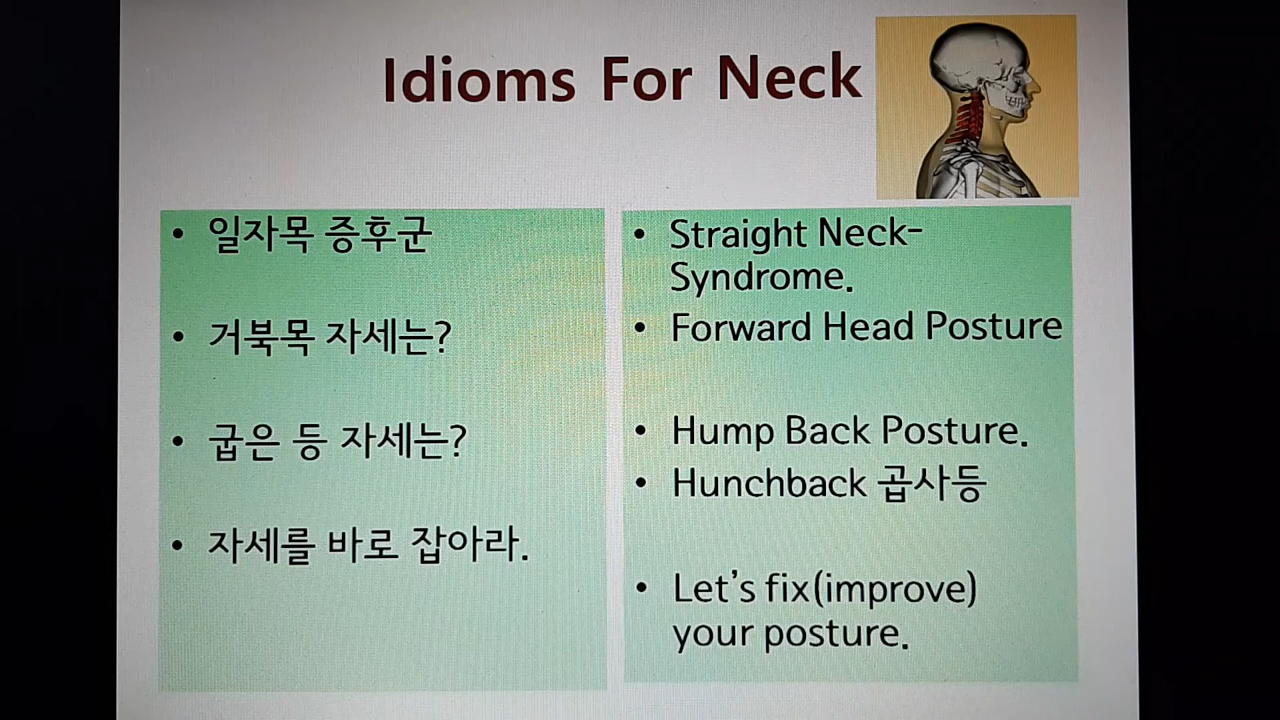 Idioms For Neck
• 일자목 증후군
• 거북목 자세는?
• 굽은 등 자세는?
• 자세를 바로 잡아라.
• Straight Neck-
Syndrome.
• Forward Head Posture
• Hump Back Posture.
• Hunchback 곱사등
• Let's fix(improve)
your posture.